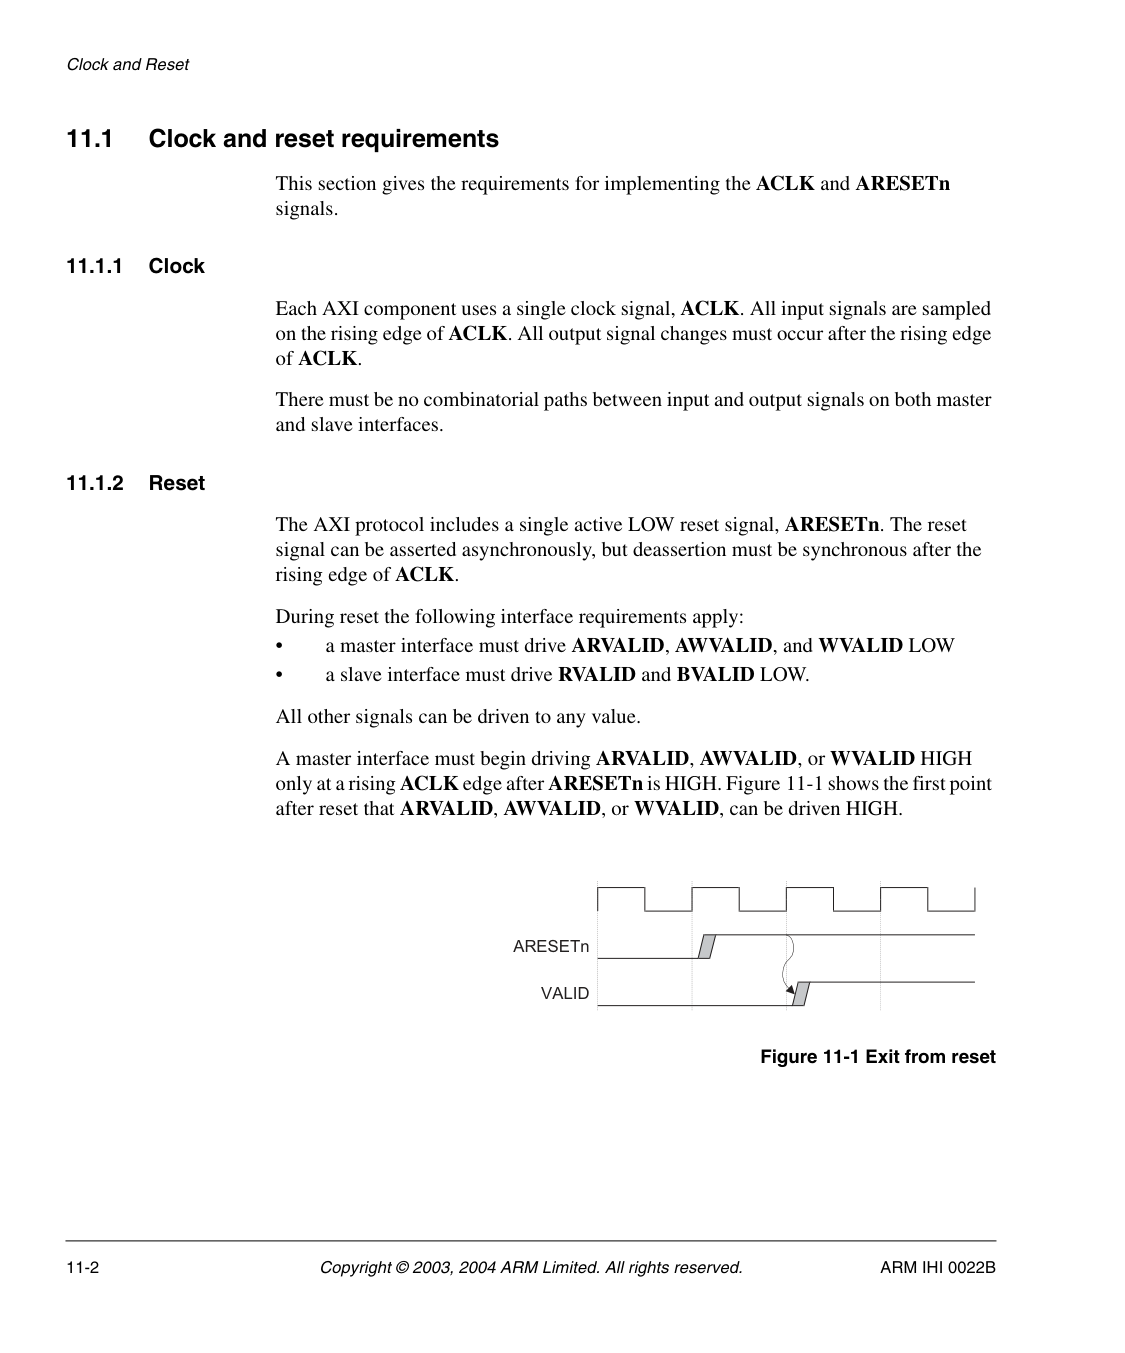 Clock and Reset
11.1 Clock and reset requirements
This section gives the requirements for implementing the ACLK and ARESETn
signals.
11.1.1 Clock
Each AXI component uses a single clock signal, ACLK. All input signals are sampled
on the rising edge of ACLK. All output signal changes must occur after the rising edge
of ACLK.
There must be no combinatorial paths between input and output signals on both master
and slave interfaces.
11.1.2 Reset
The AXI protocol includes a single active LOW reset signal, ARESETn. The reset
signal can be asserted asynchronously, but deassertion must be synchronous after the
rising edge of ACLK.
During reset the following interface requirements apply:
• a master interface must drive ARVALID, AWVALID, and WVALID LOW
• a slave interface must drive RVALID and BVALID LOW.
All other signals can be driven to any value.
A master interface must begin driving ARVALID, AWVALID, or WVALID HIGH
only at a rising ACLK edge after ARESETn is HIGH. Figure 11-1 shows the first point
after reset that ARVALID, AWVALID, or WVALID, can be driven HIGH.
ARESETn
VALID
Figure 11-1 Exit from reset
11-2 Copyright © 2003, 2004 ARM Limited. All rights reserved. ARM IHI 0022B